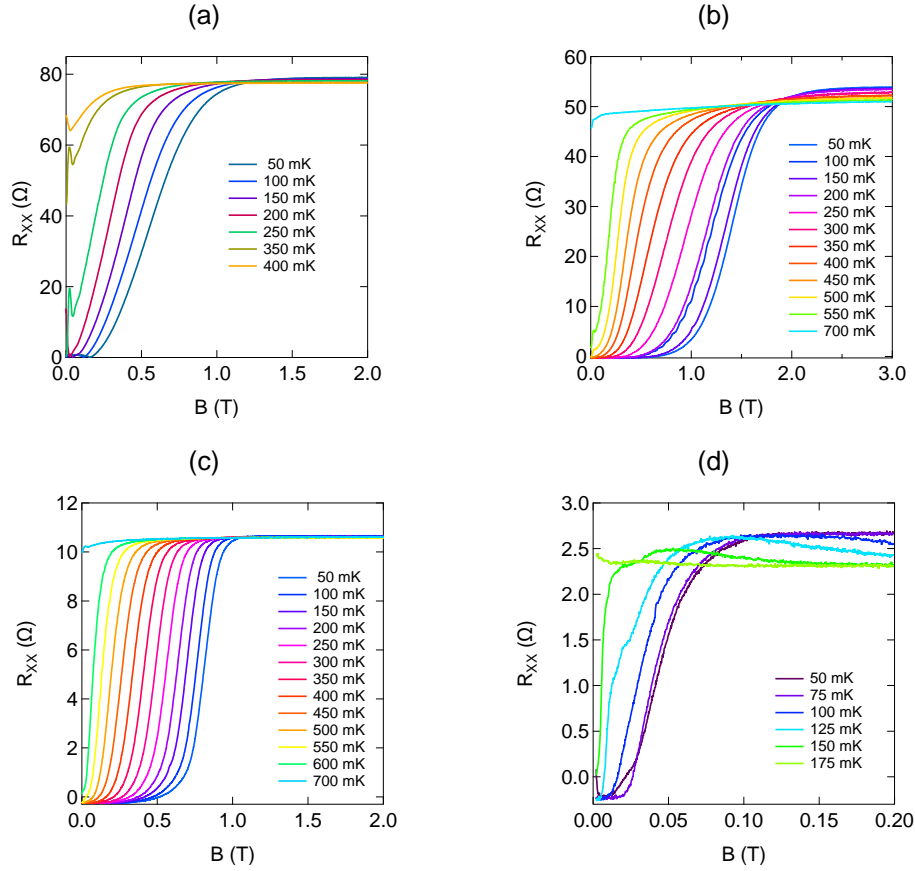 (a)
80
60
40
20
0
0.0 0.5 1.0 1.5 2.0
R_XX (Ω)
B (T)
50 mK
100 mK
150 mK
200 mK
250 mK
350 mK
400 mK
(b)
60
50
40
30
20
10
0
0.0 1.0 2.0 3.0
R_XX (Ω)
B (T)
50 mK
100 mK
150 mK
200 mK
250 mK
300 mK
350 mK
400 mK
450 mK
500 mK
550 mK
700 mK
(c)
12
10
8
6
4
2
0
0.0 0.5 1.0 1.5 2.0
R_XX (Ω)
B (T)
50 mK
100 mK
150 mK
200 mK
250 mK
300 mK
350 mK
400 mK
450 mK
500 mK
550 mK
600 mK
700 mK
(d)
3.0
2.5
2.0
1.5
1.0
0.5
0.0
0.00 0.05 0.10 0.15 0.20
R_XX (Ω)
B (T)
50 mK
75 mK
100 mK
125 mK
150 mK
175 mK